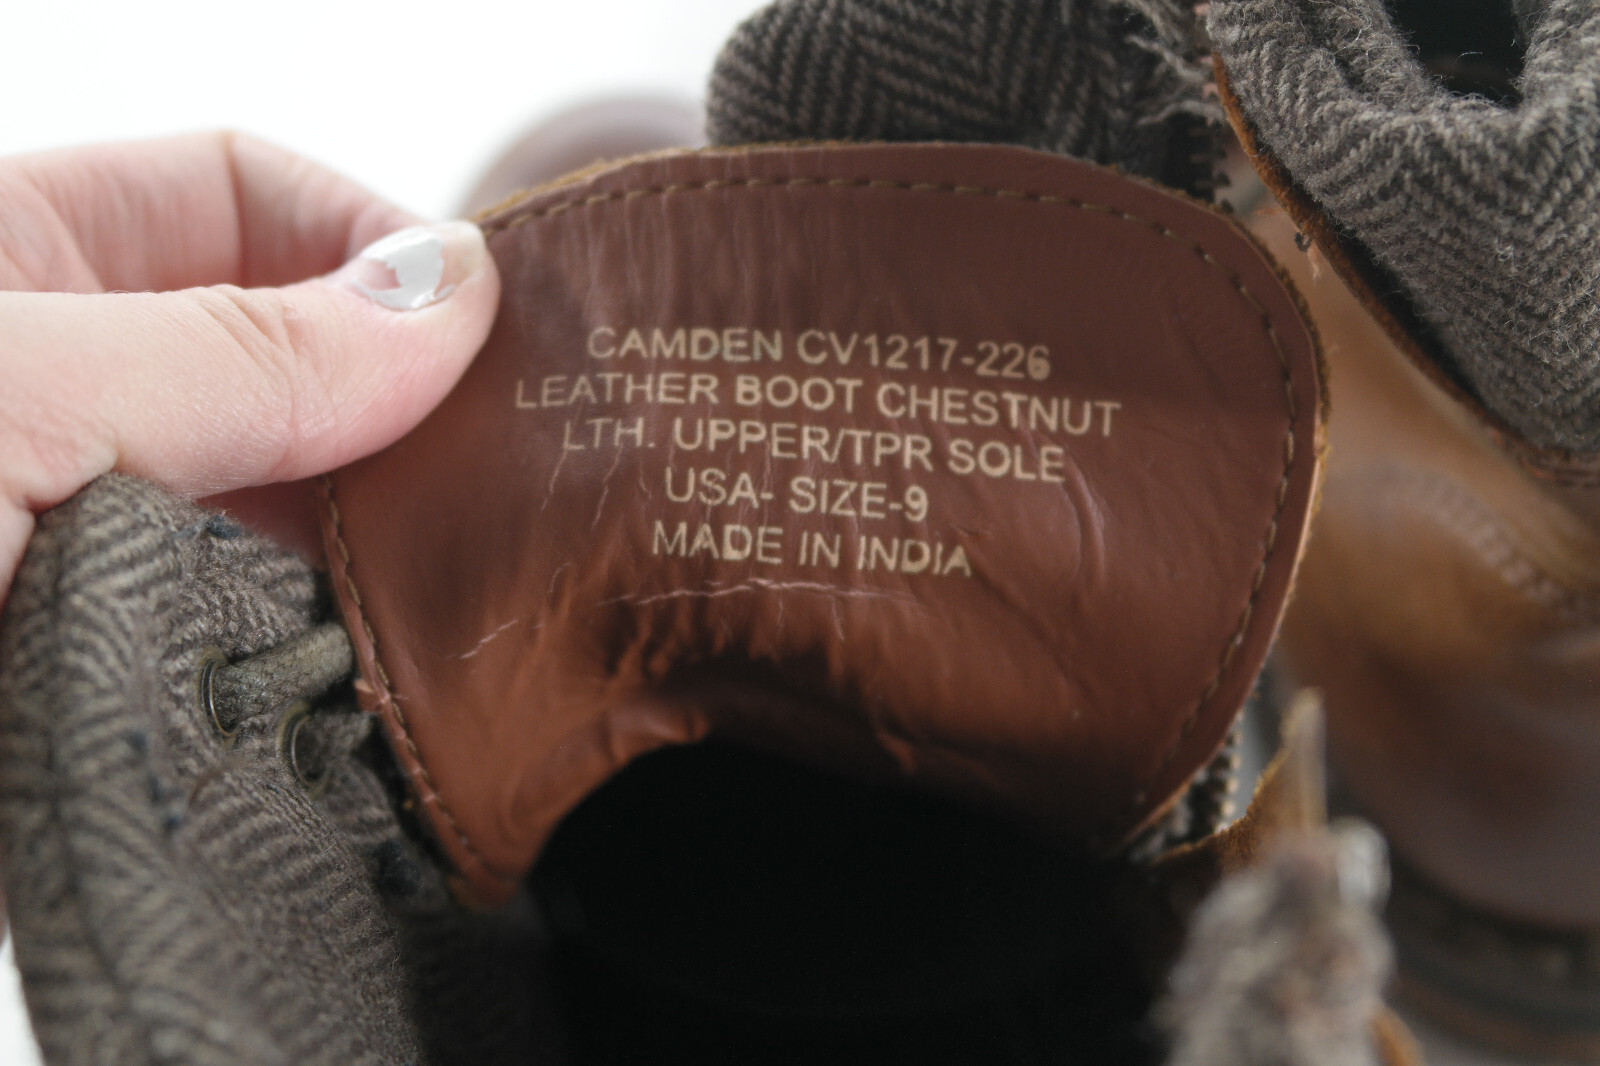 CAMDEN CV1217-226
LEATHER BOOT CHESTNUT
LTH. UPPER/TPR SOLE
USA- SIZE-9
MADE IN INDIA